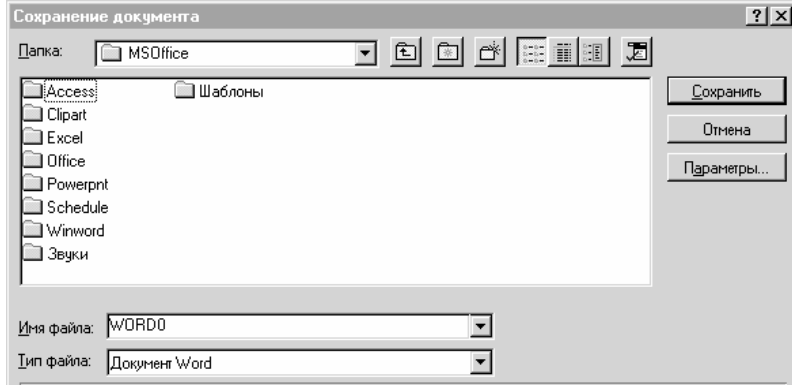 Сохранение документа
Папка: MSOffice
Access Шаблоны
Clipart
Excel
Office
Powerpnt
Schedule
Winword
Звуки
Сохранить
Отмена
Параметры...
Имя файла: WORD0
Тип файла: Документ Word